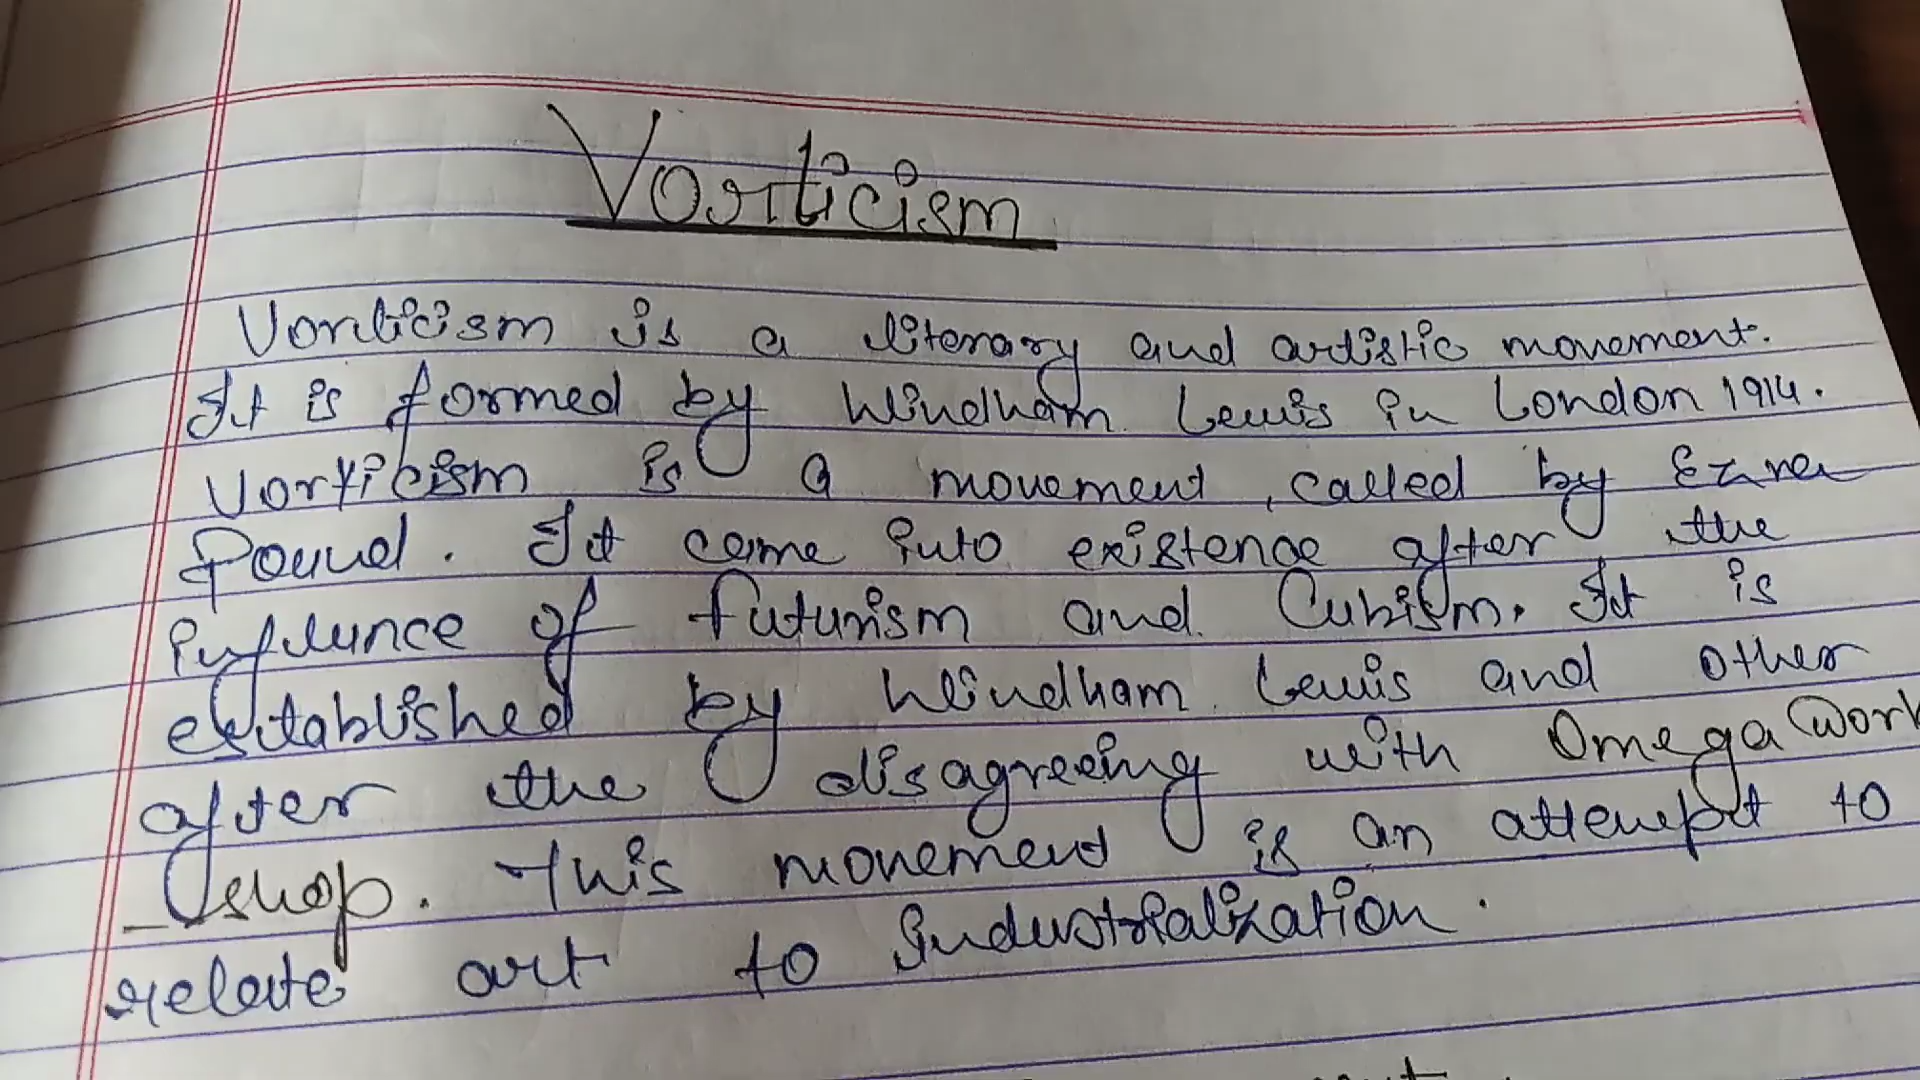 Vorticism
Vorticism is a literary and artistic movement.
It is formed by Windham Lewis in London 1914.
Vorticism is a movement, called by Ezra
Pound. It came into existence after the
influnce of futurism and Cubism. It is
established by Windham Lewis and other
after the disagreeing with Omega Work
-shop. This movement is an attempt to
relate art to Industrialization.